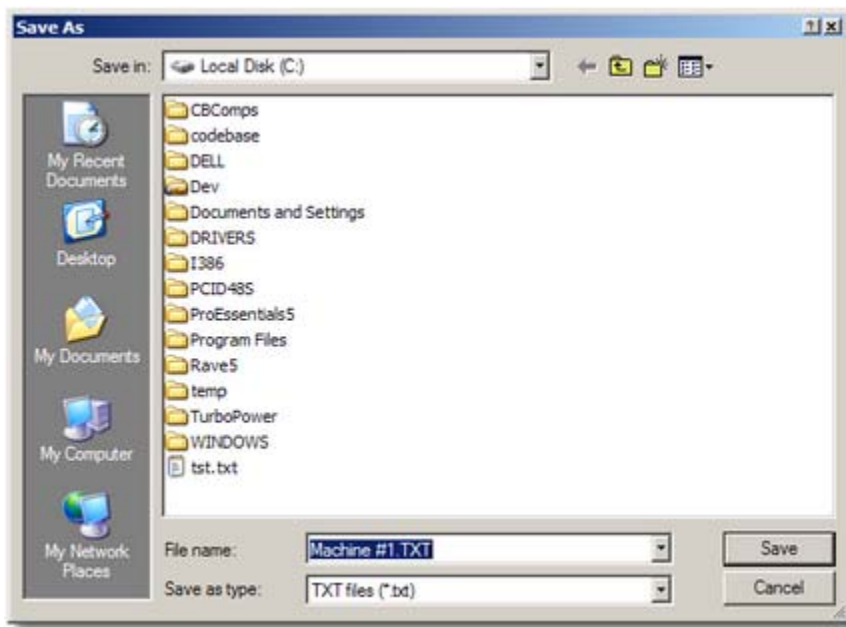 Save As
Save in: Local Disk (C:)
My Recent
Documents
Desktop
My Documents
My Computer
My Network
Places
CBComps
codebase
DELL
Dev
Documents and Settings
DRIVERS
I386
PCID48S
ProEssentials5
Program Files
Rave5
temp
TurboPower
WINDOWS
tst.txt
File name: Machine #1.TXT Save
Save as type: TXT files (*.txt) Cancel